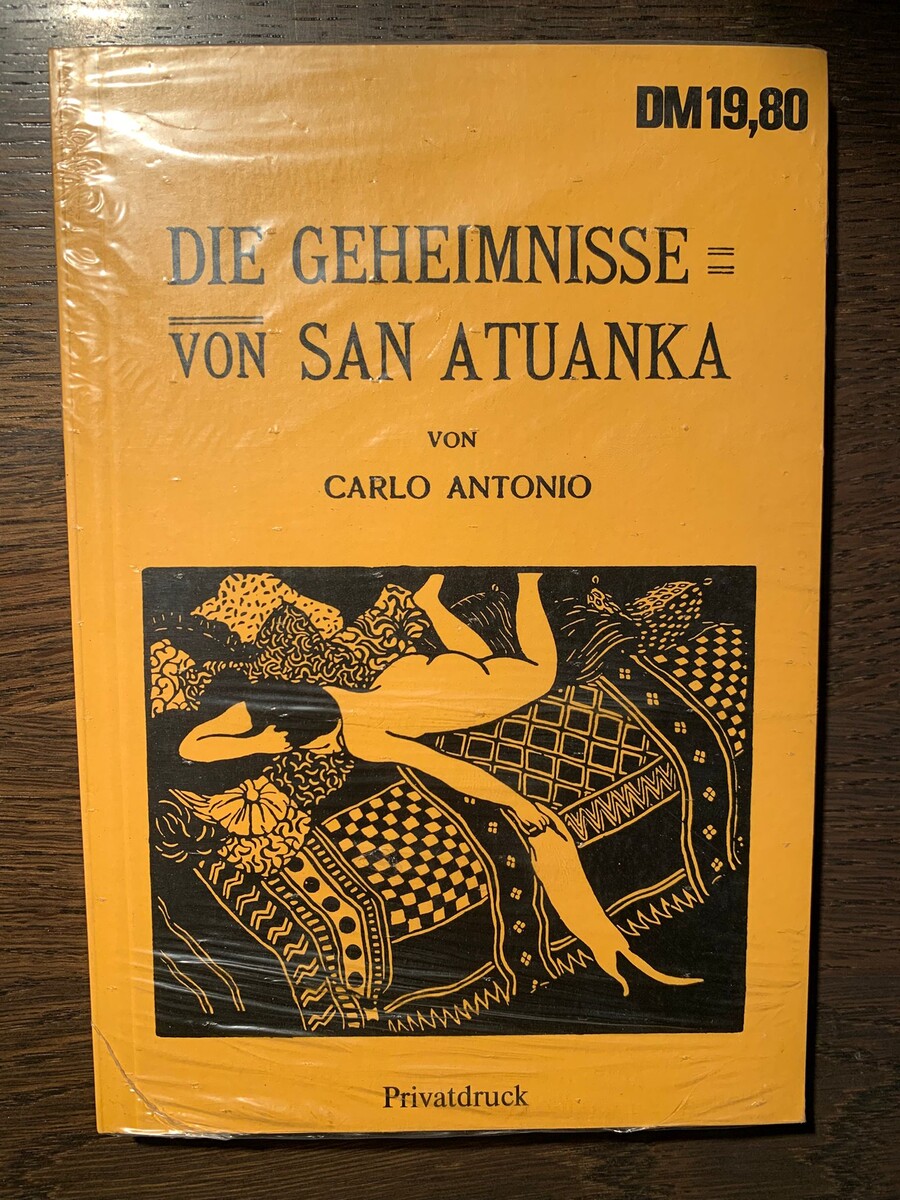 DM 19,80
DIE GEHEIMNISSE
VON SAN ATUANKA
VON
CARLO ANTONIO
Privatdruck